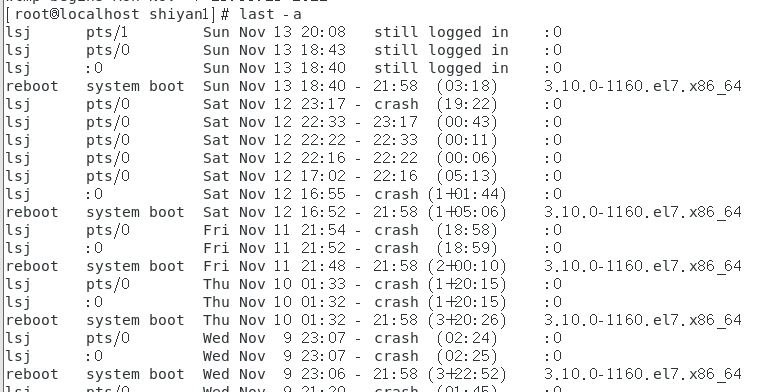 [root@localhost shiyan1]# last -a
lsj pts/1 Sun Nov 13 20:08 still logged in :0
lsj pts/0 Sun Nov 13 18:43 still logged in :0
lsj :0 Sun Nov 13 18:40 still logged in :0
reboot system boot Sun Nov 13 18:40 - 21:58 (03:18) 3.10.0-1160.el7.x86_64
lsj pts/0 Sat Nov 12 23:17 - crash (19:22) :0
lsj pts/0 Sat Nov 12 22:33 - 23:17 (00:43) :0
lsj pts/0 Sat Nov 12 22:22 - 22:33 (00:11) :0
lsj pts/0 Sat Nov 12 22:16 - 22:22 (00:06) :0
lsj pts/0 Sat Nov 12 17:02 - 22:16 (05:13) :0
lsj :0 Sat Nov 12 16:55 - crash (1+01:44) :0
reboot system boot Sat Nov 12 16:52 - 21:58 (1+05:06) 3.10.0-1160.el7.x86_64
lsj pts/0 Fri Nov 11 21:54 - crash (18:58) :0
lsj :0 Fri Nov 11 21:52 - crash (18:59) :0
reboot system boot Fri Nov 11 21:48 - 21:58 (2+00:10) 3.10.0-1160.el7.x86_64
lsj pts/0 Thu Nov 10 01:33 - crash (1+20:15) :0
lsj :0 Thu Nov 10 01:32 - crash (1+20:15) :0
reboot system boot Thu Nov 10 01:32 - 21:58 (3+20:26) 3.10.0-1160.el7.x86_64
lsj pts/0 Wed Nov 9 23:07 - crash (02:24) :0
lsj :0 Wed Nov 9 23:07 - crash (02:25) :0
reboot system boot Wed Nov 9 23:06 - 21:58 (3+22:52) 3.10.0-1160.el7.x86_64